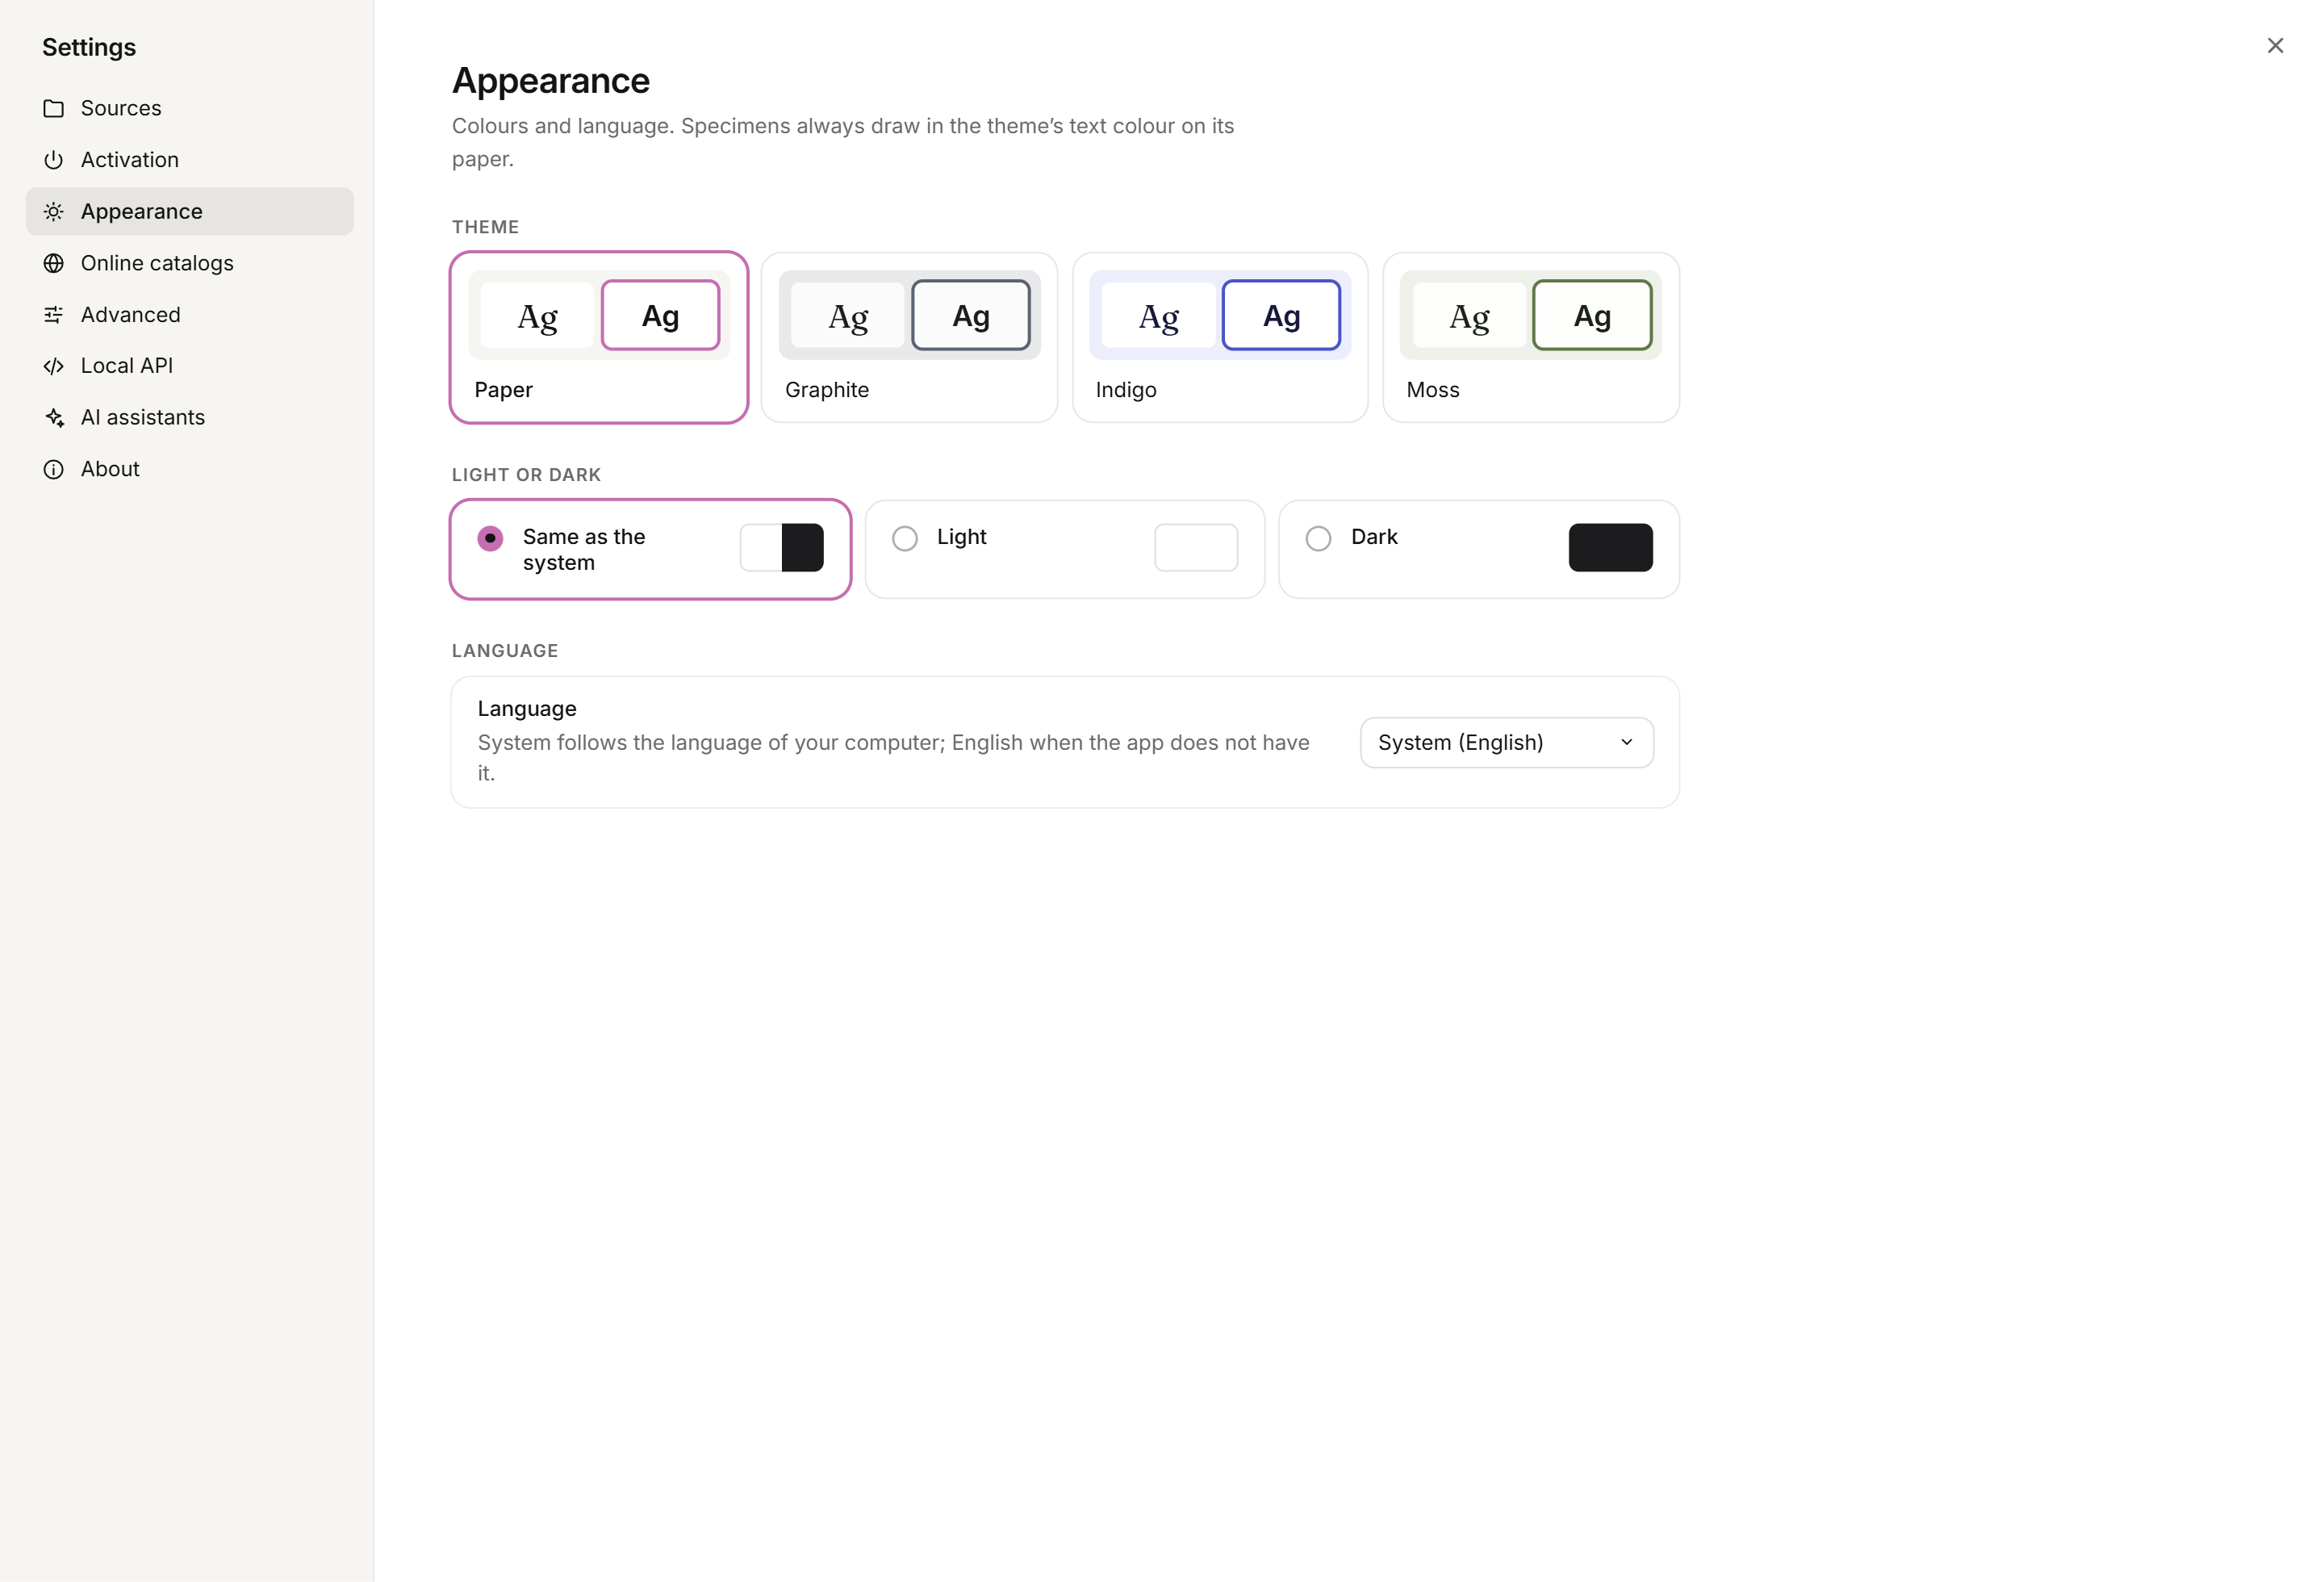 Settings
Sources
Activation
Appearance
Online catalogs
Advanced
Local API
AI assistants
About
Appearance
Colours and language. Specimens always draw in the theme’s text colour on its
paper.
THEME
Ag Ag
Paper
Ag Ag
Graphite
Ag Ag
Indigo
Ag Ag
Moss
LIGHT OR DARK
Same as the
system
Light
Dark
LANGUAGE
Language
System follows the language of your computer; English when the app does not have
it.
System (English)